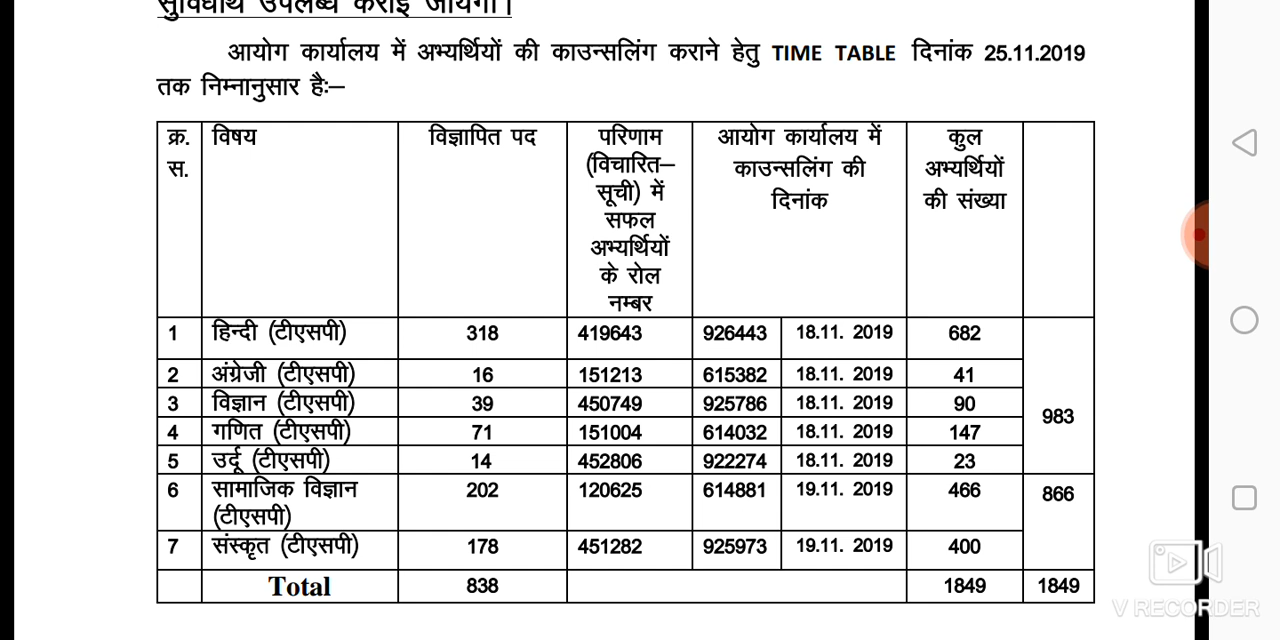 सुविधाएं उपलब्ध कराई जायेंगी।
आयोग कार्यालय में अभ्यर्थियों की काउन्सलिंग कराने हेतु TIME TABLE दिनांक 25.11.2019
तक निम्नानुसार है:–
क्र. स. विषय विज्ञापित पद परिणाम (विचारित– सूची) में सफल अभ्यर्थियों के रोल नम्बर आयोग कार्यालय में काउन्सलिंग की दिनांक कुल अभ्यर्थियों की संख्या
1 हिन्दी (टीएसपी) 318 419643 926443 18.11. 2019 682
2 अंग्रेजी (टीएसपी) 16 151213 615382 18.11. 2019 41
3 विज्ञान (टीएसपी) 39 450749 925786 18.11. 2019 90
983
4 गणित (टीएसपी) 71 151004 614032 18.11. 2019 147
5 उर्दू (टीएसपी) 14 452806 922274 18.11. 2019 23
6 सामाजिक विज्ञान (टीएसपी) 202 120625 614881 19.11. 2019 466 866
7 संस्कृत (टीएसपी) 178 451282 925973 19.11. 2019 400
Total 838 1849 1849
V RECORDER